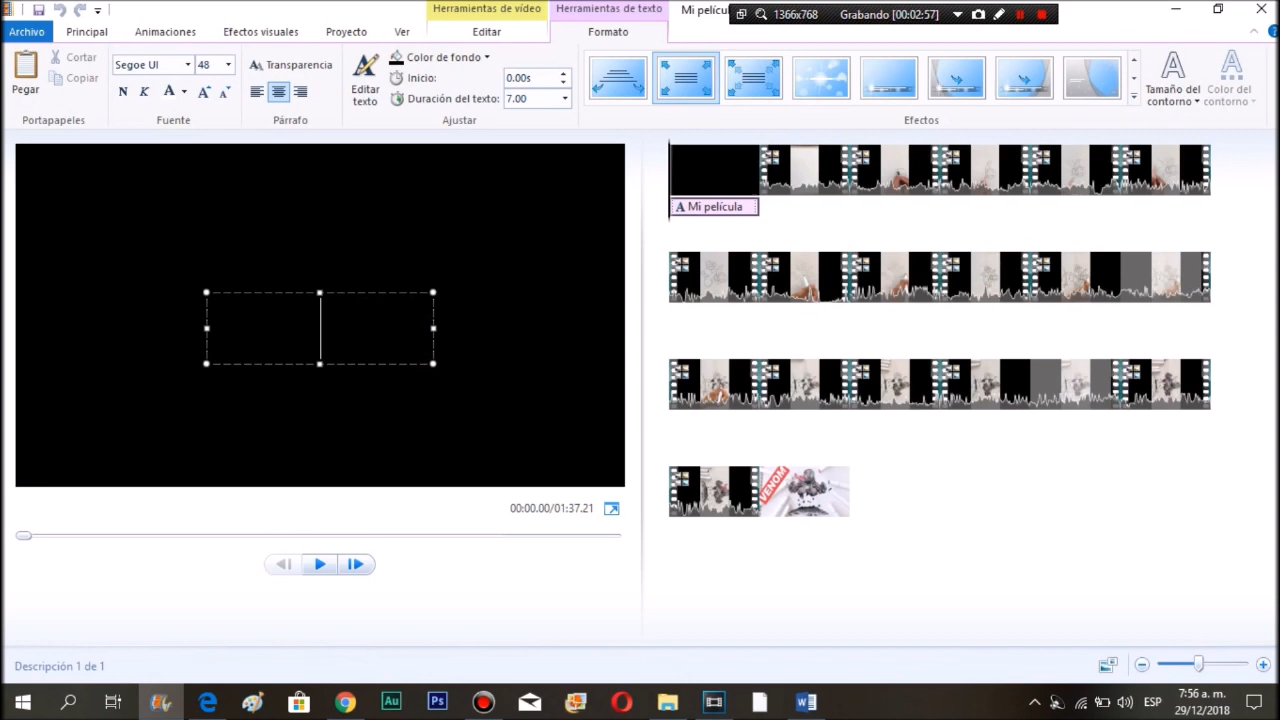 Herramientas de vídeo
Herramientas de texto
Mi pelícu
1366x768
Grabando [00:02:57]
Archivo
Principal
Animaciones
Efectos visuales
Proyecto
Ver
Editar
Formato
Pegar
Cortar
Copiar
Portapapeles
Segoe UI
48
N K A A A
Fuente
Transparencia
Párrafo
Editar
texto
Color de fondo
Inicio:
0.00s
Duración del texto:
7.00
Ajustar
Efectos
Tamaño del
contorno
Color del
contorno
A Mi película
VENOM
00:00.00/01:37.21
Descripción 1 de 1
Au
Ps
W
ESP
7:56 a. m.
29/12/2018